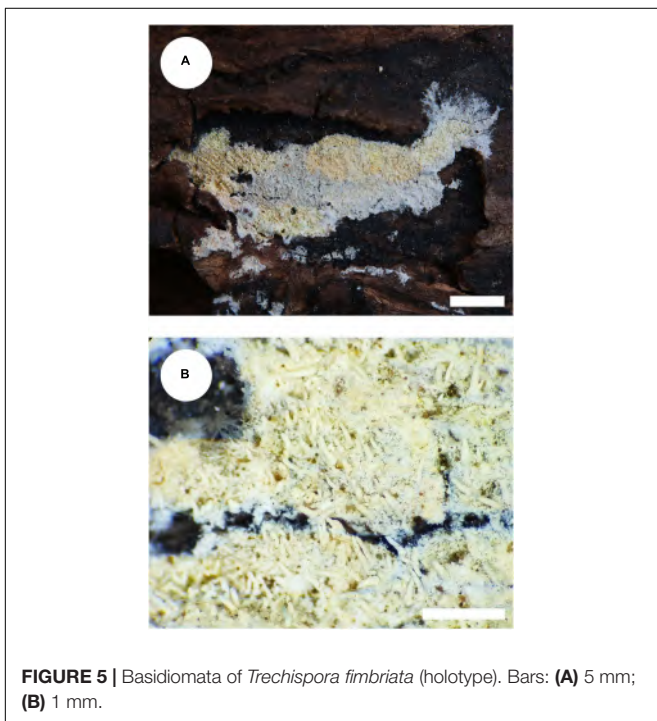 A
B
FIGURE 5 | Basidiomata of Trechispora fimbriata (holotype). Bars: (A) 5 mm;
(B) 1 mm.